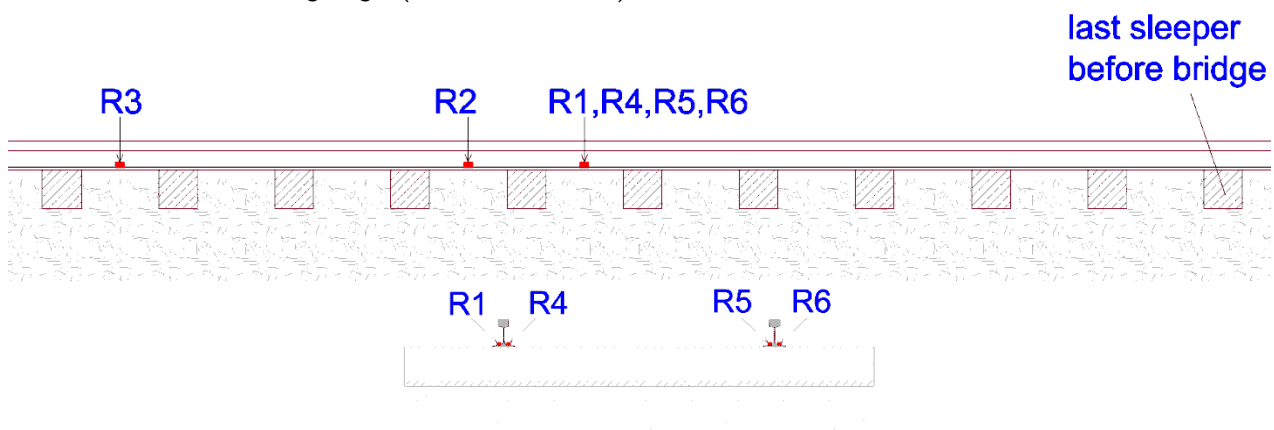 last sleeper
before bridge
R3
R2
R1,R4,R5,R6
R1
R4
R5
R6